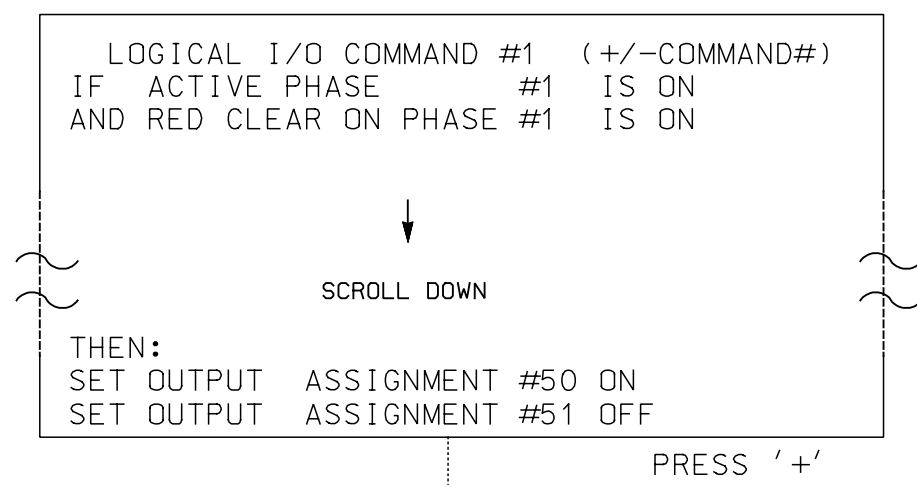 LOGICAL I/O COMMAND #1 (+/-COMMAND#)
IF ACTIVE PHASE #1 IS ON
AND RED CLEAR ON PHASE #1 IS ON
SCROLL DOWN
THEN:
SET OUTPUT ASSIGNMENT #50 ON
SET OUTPUT ASSIGNMENT #51 OFF
PRESS '+'